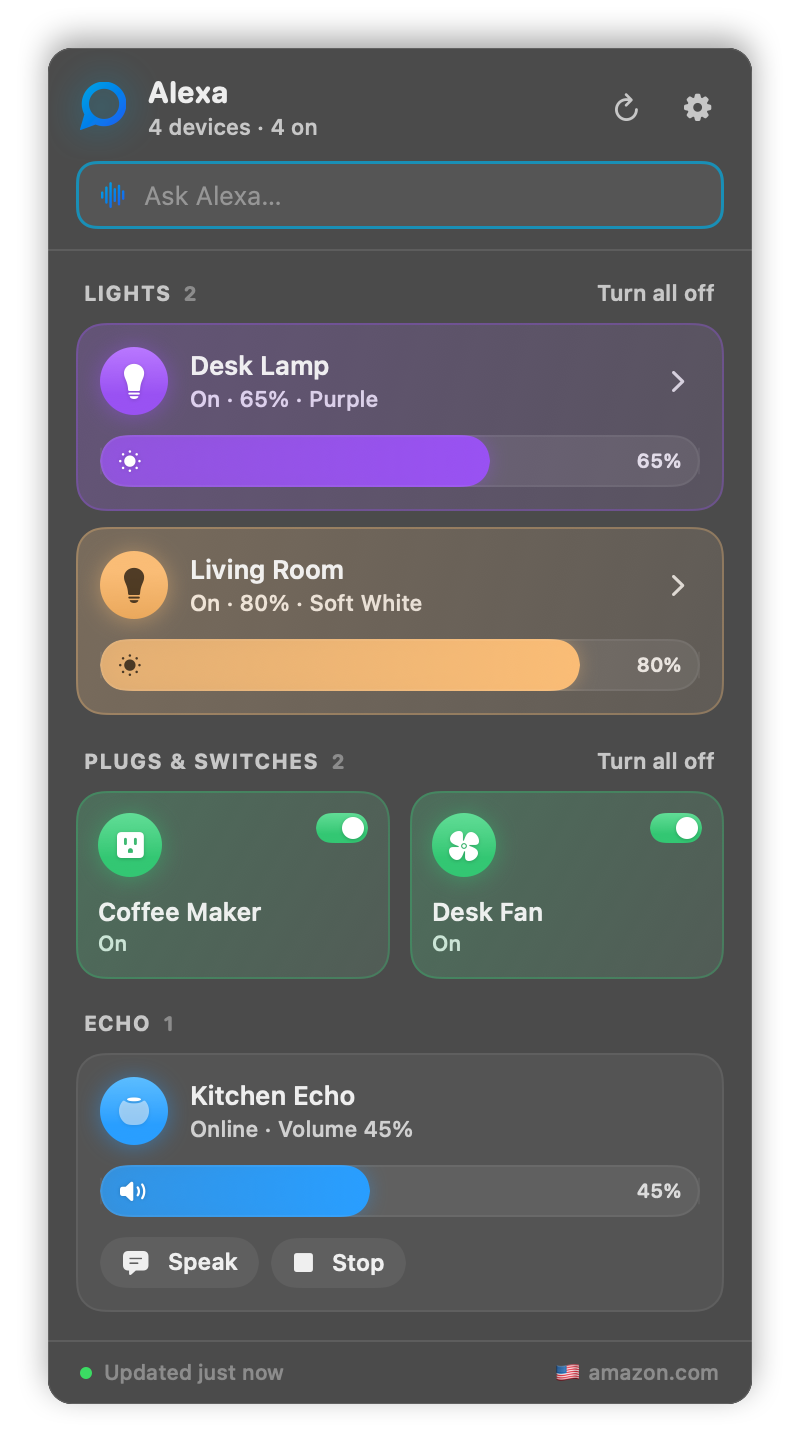 Alexa
4 devices · 4 on
Ask Alexa...
LIGHTS 2 Turn all off
Desk Lamp
On · 65% · Purple
65%
Living Room
On · 80% · Soft White
80%
PLUGS & SWITCHES 2 Turn all off
Coffee Maker
On
Desk Fan
On
ECHO 1
Kitchen Echo
Online · Volume 45%
45%
Speak Stop
Updated just now 🇺🇸 amazon.com